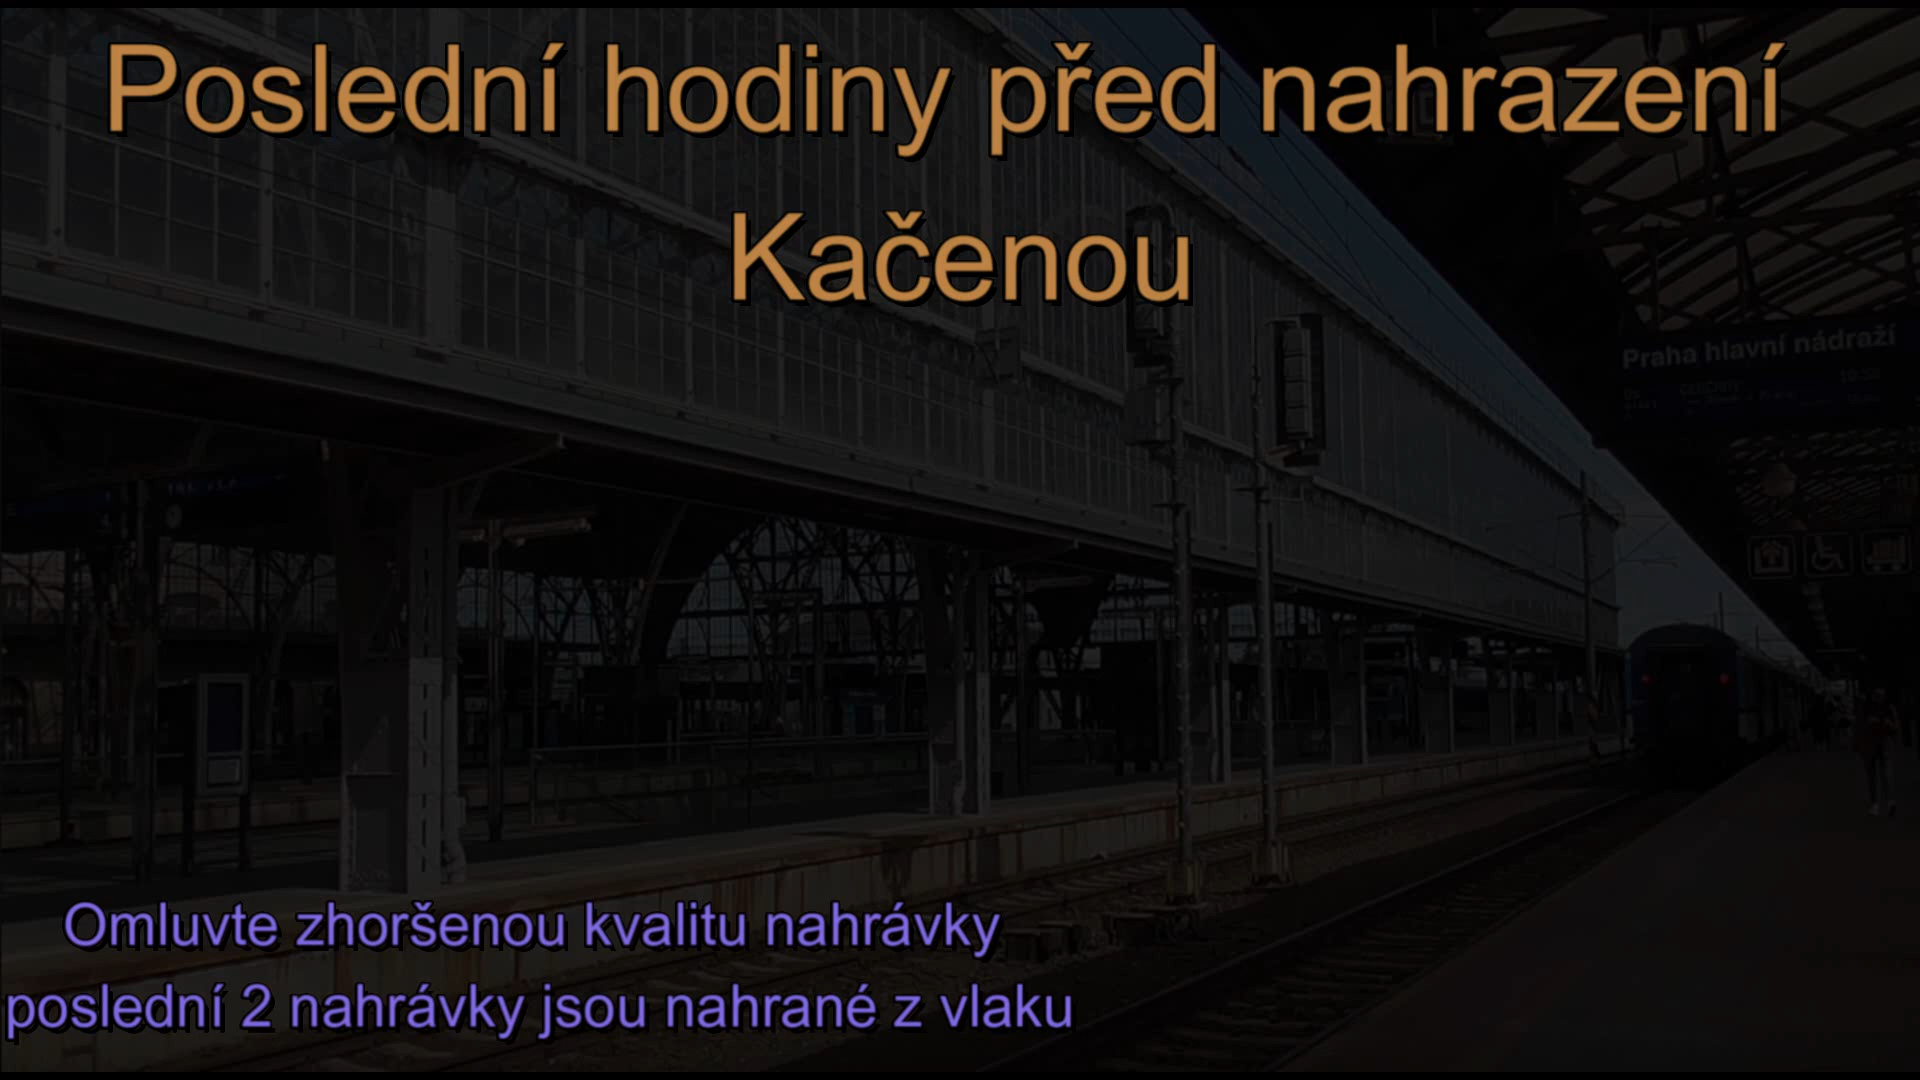 Poslední hodiny před nahrazení
Kačenou
Praha hlavní nádraží
Omluvte zhoršenou kvalitu nahrávky
poslední 2 nahrávky jsou nahrané z vlaku